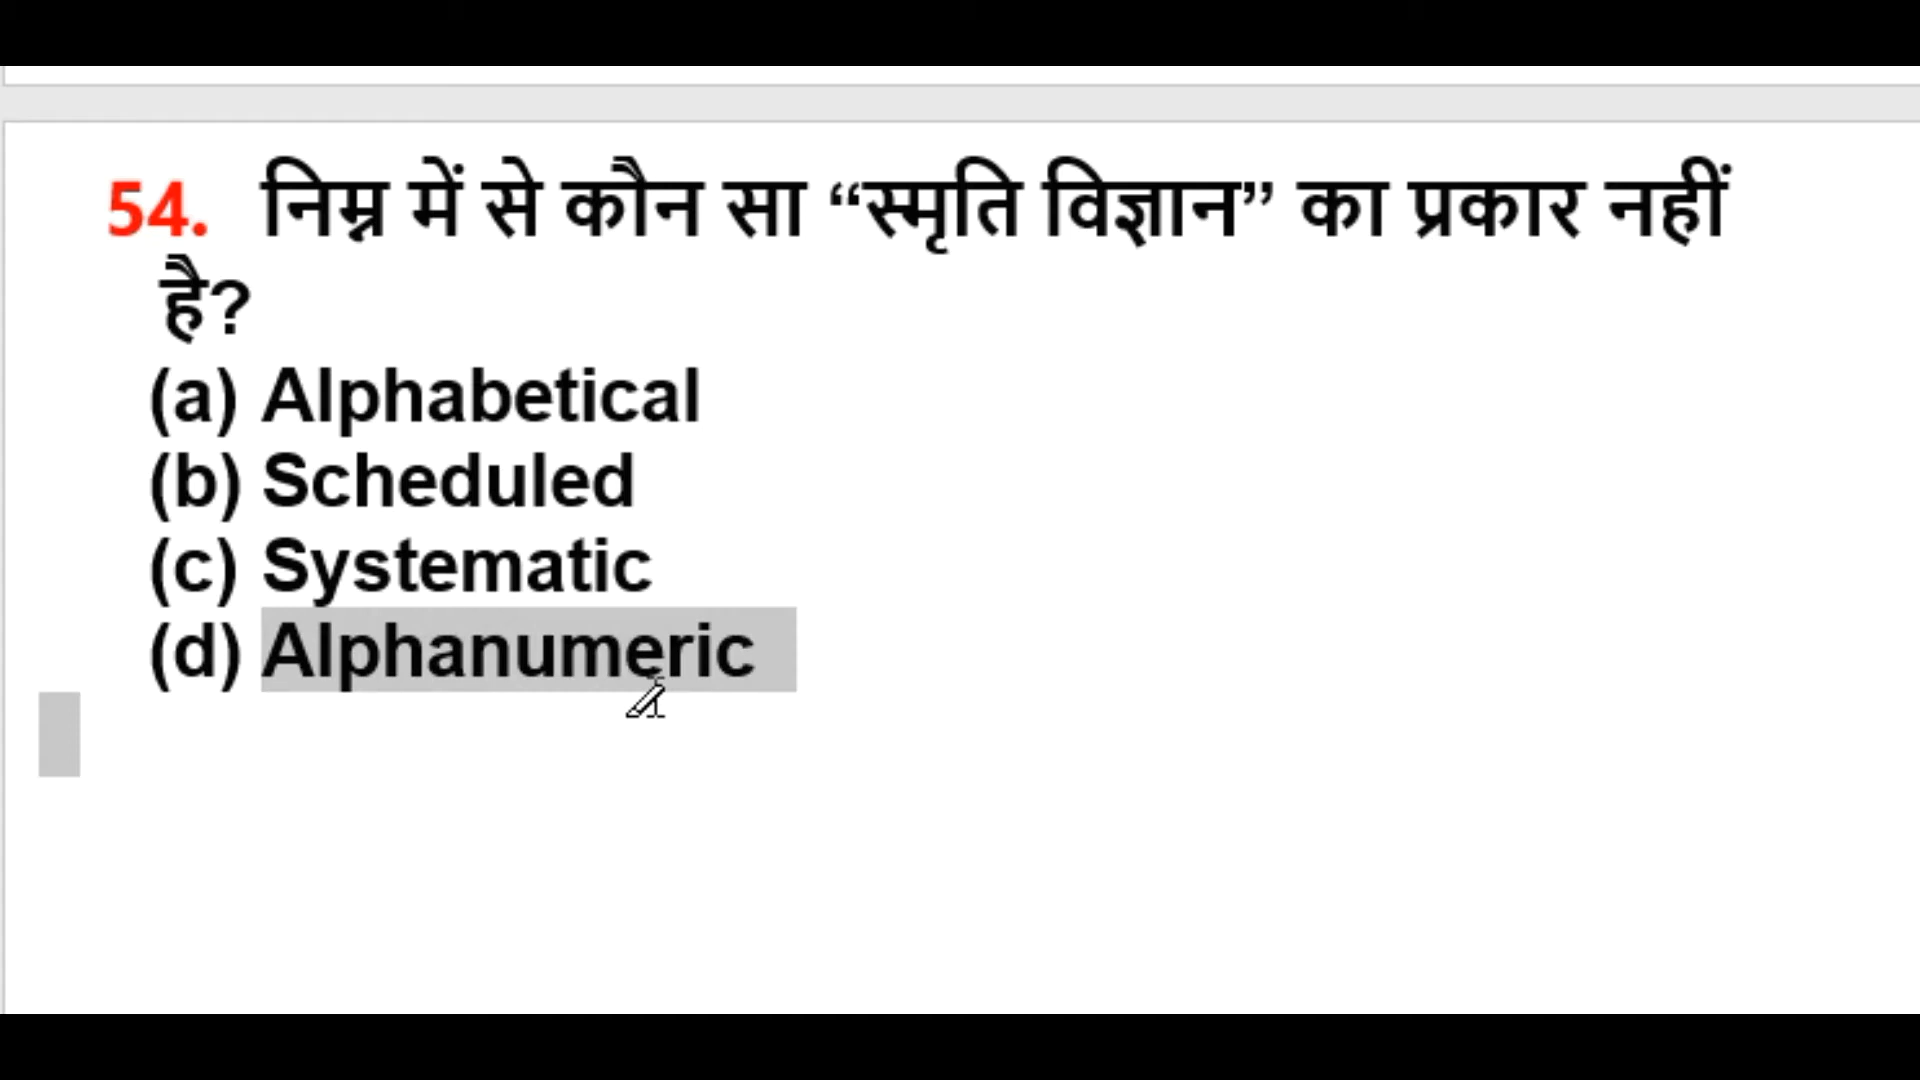 54. निम्न में से कौन सा “स्मृति विज्ञान” का प्रकार नहीं
है?
(a) Alphabetical
(b) Scheduled
(c) Systematic
(d) Alphanumeric